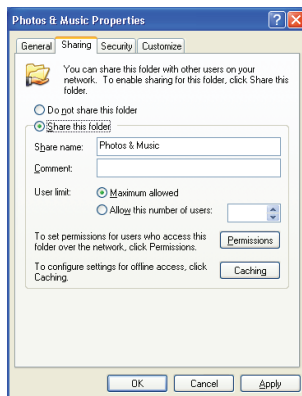 Photos & Music Properties
General Sharing Security Customize
You can share this folder with other users on your
network. To enable sharing for this folder, click Share this
folder.
Do not share this folder
Share this folder
Share name: Photos & Music
Comment:
User limit: Maximum allowed
Allow this number of users:
To set permissions for users who access this
folder over the network, click Permissions.
Permissions
To configure settings for offline access, click
Caching.
Caching
OK Cancel Apply